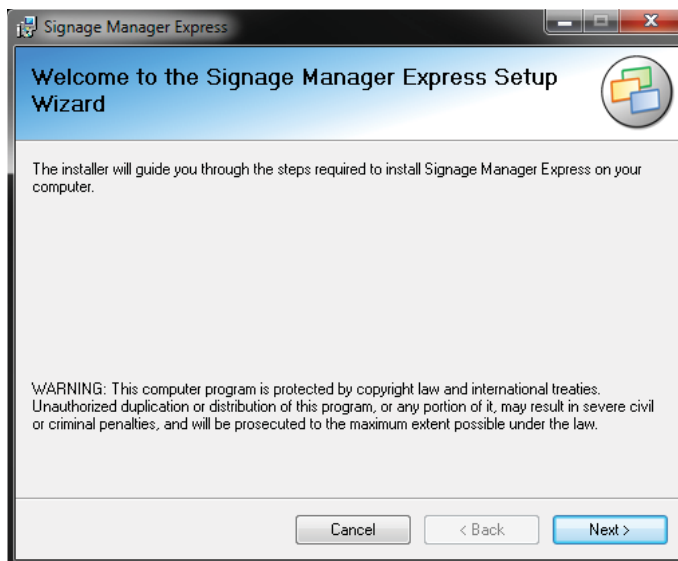 Signage Manager Express
Welcome to the Signage Manager Express Setup
Wizard
The installer will guide you through the steps required to install Signage Manager Express on your
computer.
WARNING: This computer program is protected by copyright law and international treaties.
Unauthorized duplication or distribution of this program, or any portion of it, may result in severe civil
or criminal penalties, and will be prosecuted to the maximum extent possible under the law.
Cancel
< Back
Next >